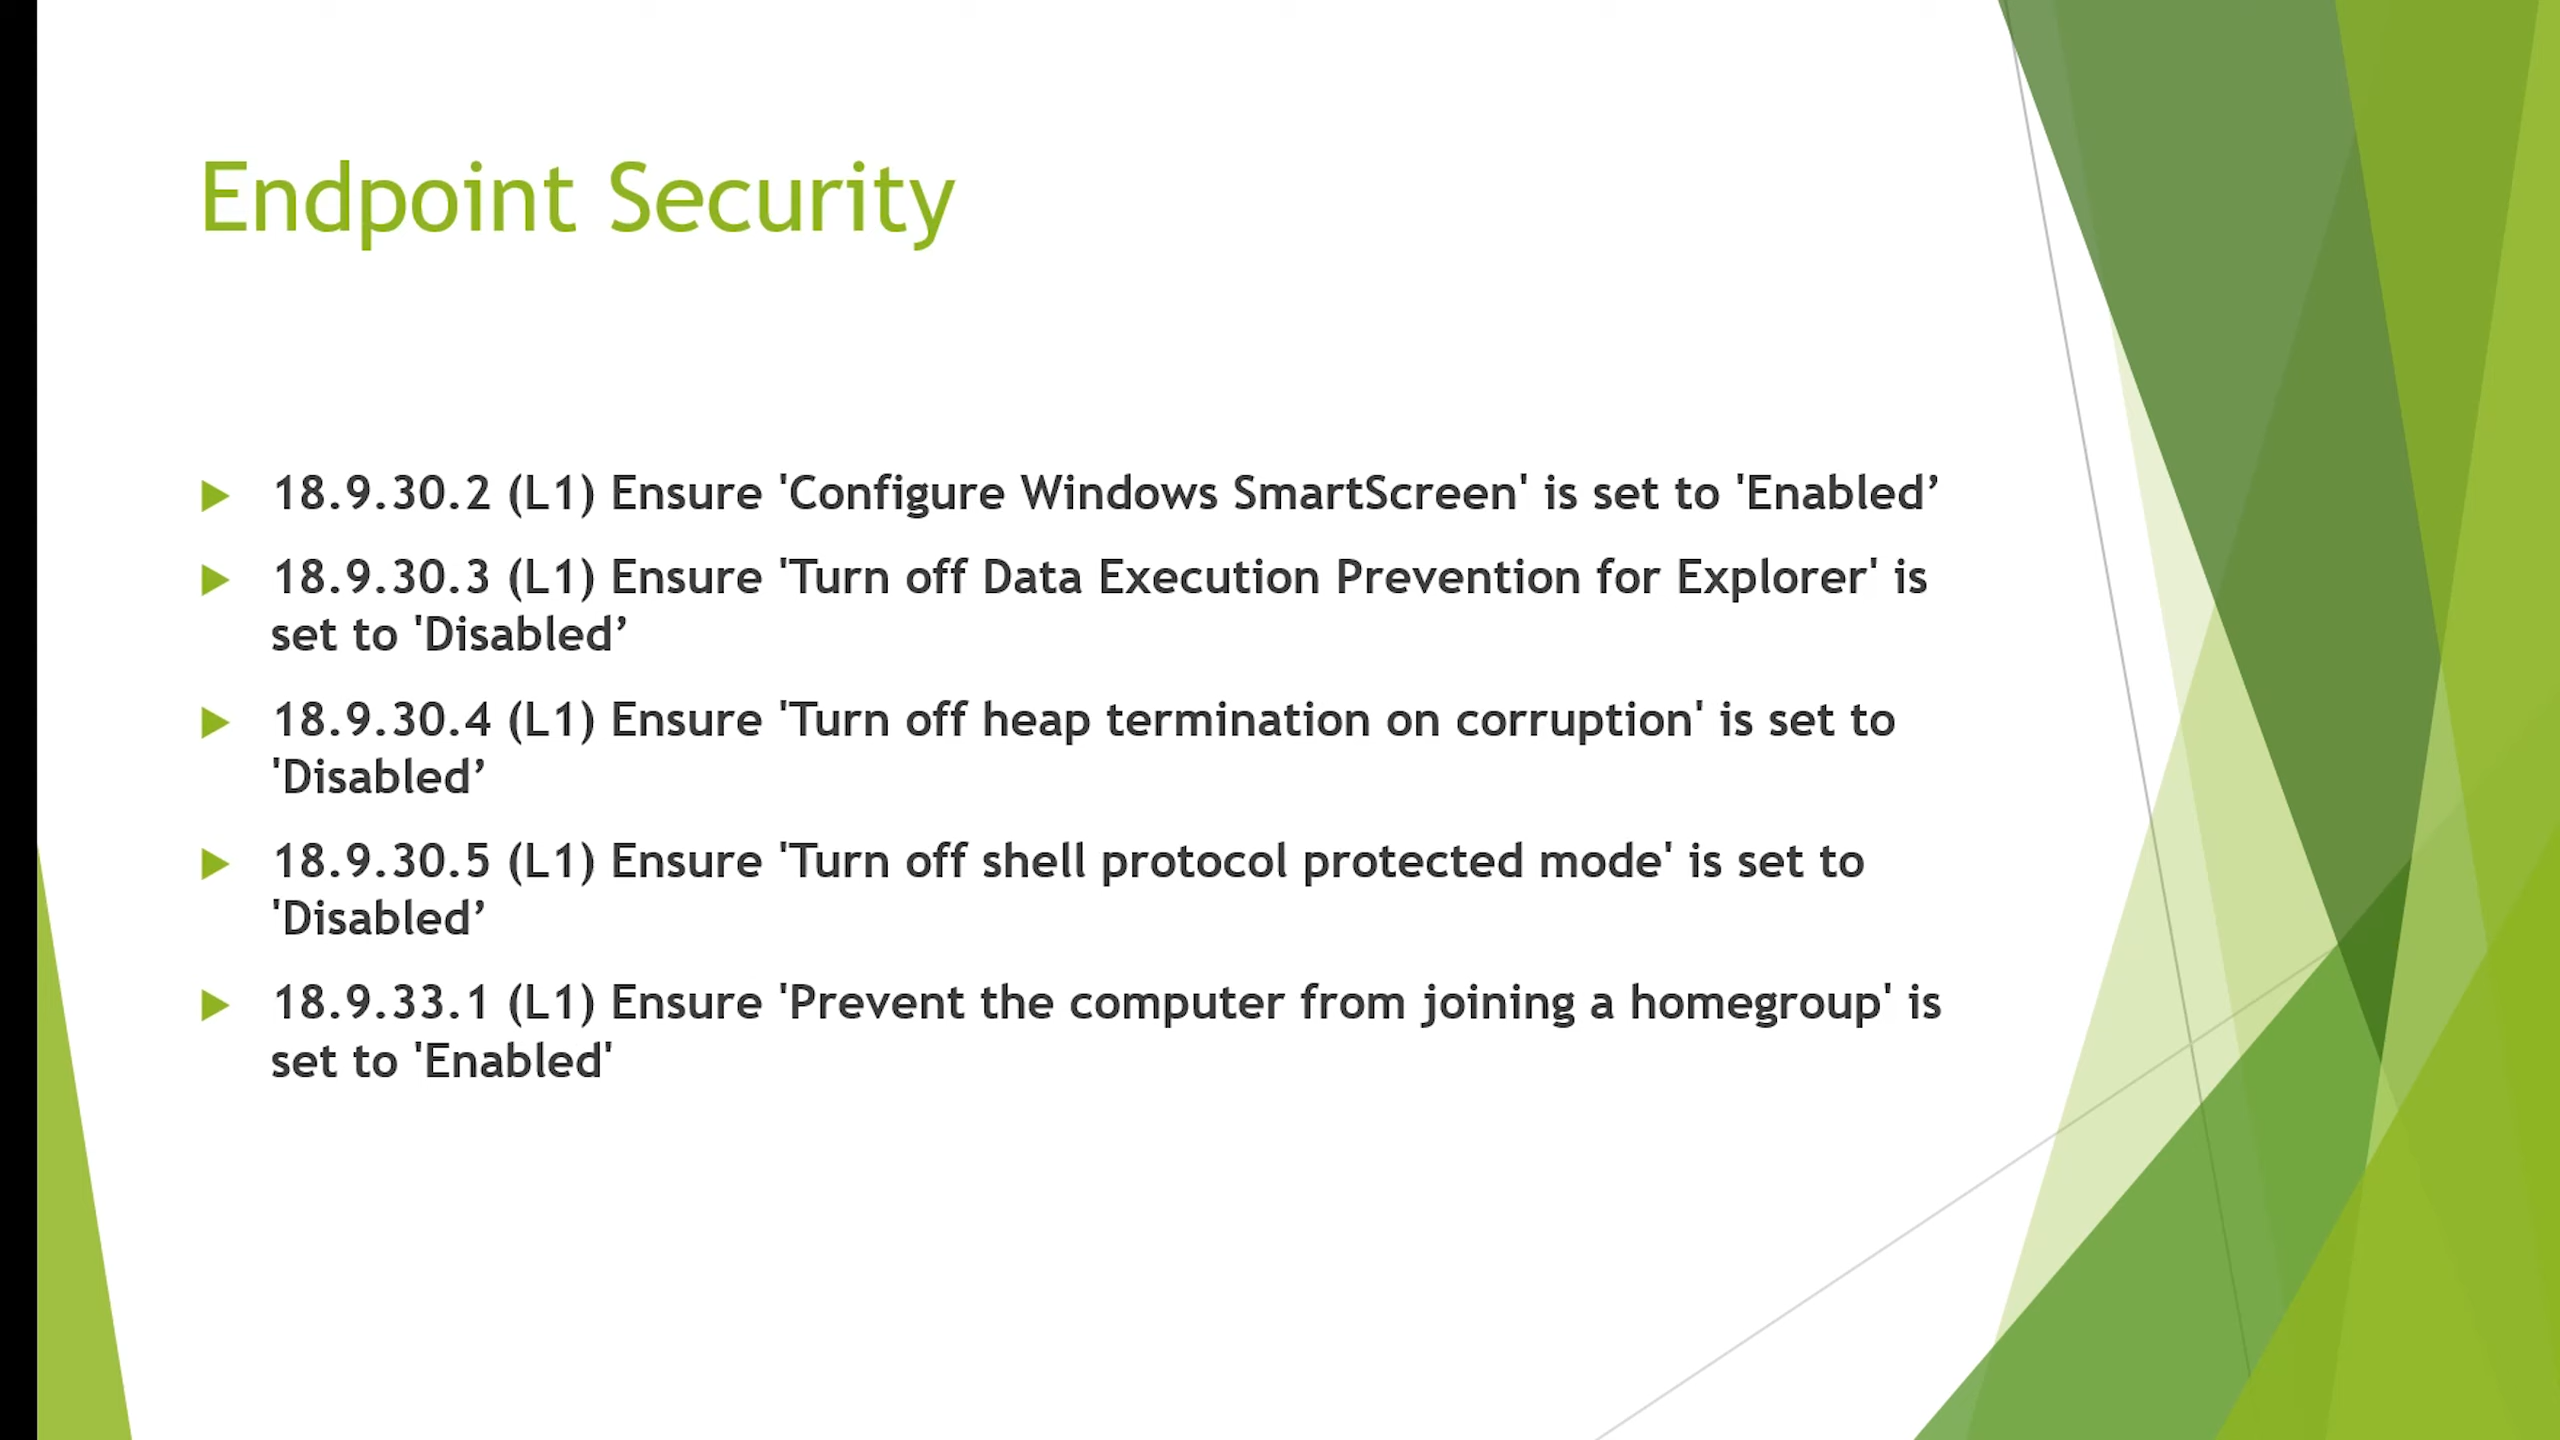 Endpoint Security
18.9.30.2 (L1) Ensure 'Configure Windows SmartScreen' is set to 'Enabled’
18.9.30.3 (L1) Ensure 'Turn off Data Execution Prevention for Explorer' is
set to 'Disabled’
18.9.30.4 (L1) Ensure 'Turn off heap termination on corruption' is set to
'Disabled’
18.9.30.5 (L1) Ensure 'Turn off shell protocol protected mode' is set to
'Disabled’
18.9.33.1 (L1) Ensure 'Prevent the computer from joining a homegroup' is
set to 'Enabled'